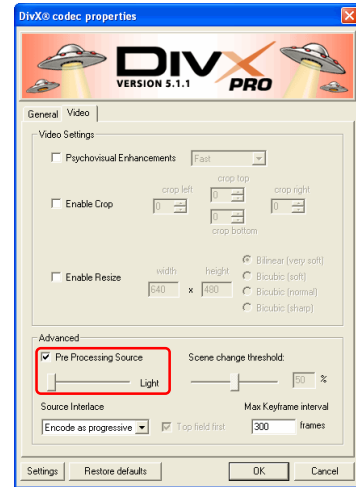 DivX® codec properties
DIVX
VERSION 5.1.1 PRO
General Video
Video Settings
Psychovisual Enhancements Fast
crop top
crop left 0 crop right
Enable Crop 0 0
0
crop bottom
Bilinear (very soft)
width height Bicubic (soft)
Enable Resize 640 x 480 Bicubic (normal)
Bicubic (sharp)
Advanced
Pre Processing Source Scene change threshold:
Light 50 %
Source Interlace Max Keyframe interval
Encode as progressive Top field first 300 frames
Settings Restore defaults OK Cancel